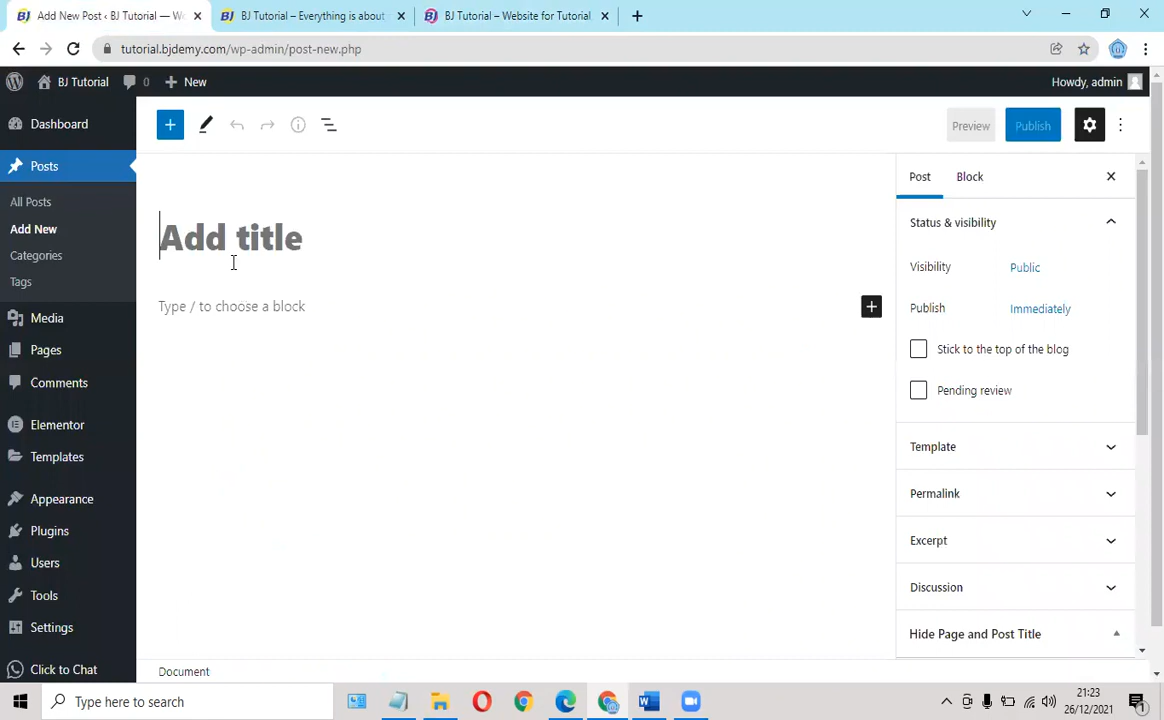 Add New Post ‹ BJ Tutorial — W
BJ Tutorial – Everything is about
BJ Tutorial – Website for Tutorial
tutorial.bjdemy.com/wp-admin/post-new.php
BJ Tutorial
0
New
Howdy, admin
Dashboard
Preview
Publish
Posts
Post
Block
All Posts
Add New
Categories
Tags
Add title
Type / to choose a block
Status & visibility
Visibility
Public
Publish
Immediately
Stick to the top of the blog
Pending review
Media
Pages
Comments
Elementor
Templates
Appearance
Plugins
Users
Tools
Settings
Click to Chat
Template
Permalink
Excerpt
Discussion
Hide Page and Post Title
Document
Type here to search
21:23
26/12/2021
1